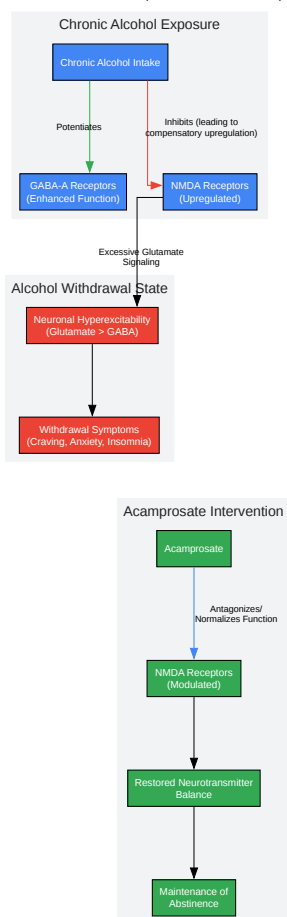 Chronic Alcohol Exposure
Chronic Alcohol Intake
Potentiates
Inhibits (leading to
compensatory upregulation)
GABA-A Receptors
(Enhanced Function)
NMDA Receptors
(Upregulated)
Excessive Glutamate
Signaling
Alcohol Withdrawal State
Neuronal Hyperexcitability
(Glutamate > GABA)
Withdrawal Symptoms
(Craving, Anxiety, Insomnia)
Acamprosate Intervention
Acamprosate
Antagonizes/
Normalizes Function
NMDA Receptors
(Modulated)
Restored Neurotransmitter
Balance
Maintenance of
Abstinence